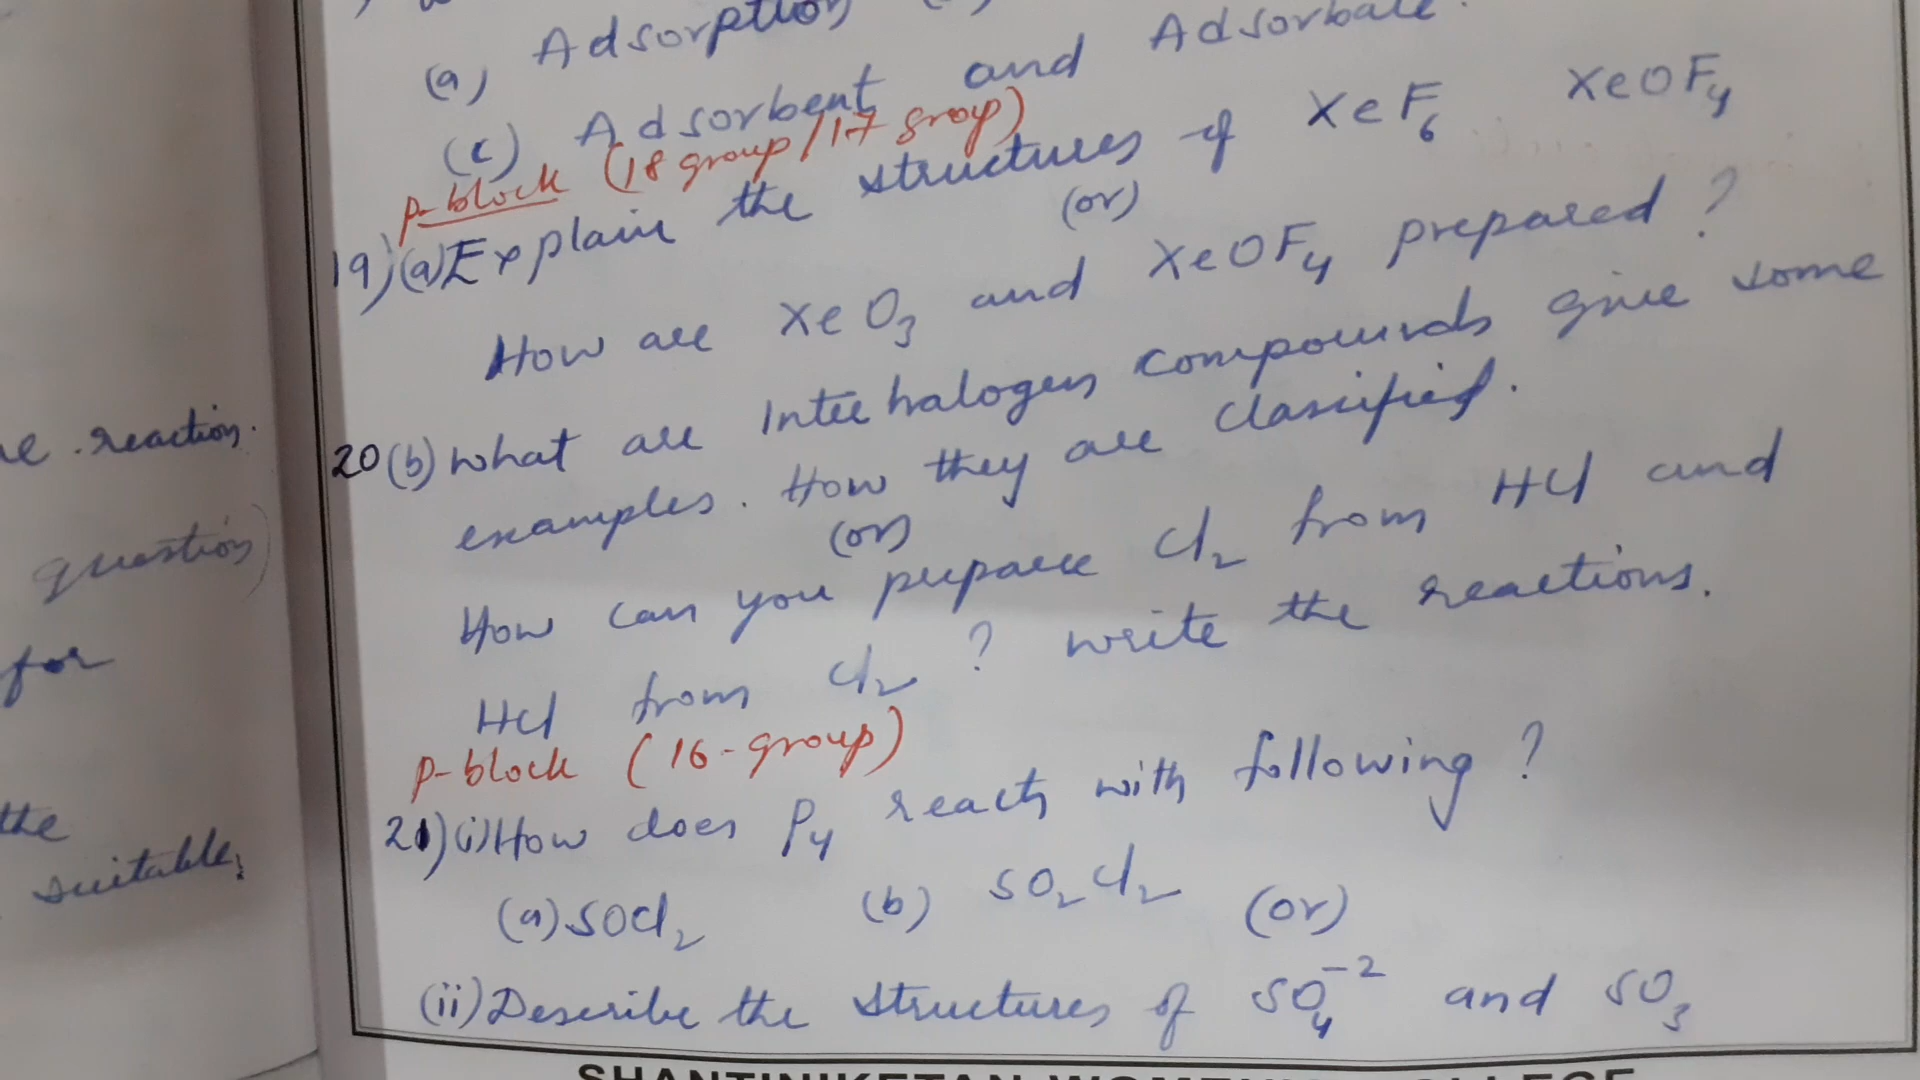 (a) Adsorption
(c) Adsorbent and Adsorbate.
p-block (18 group/17 group)
19)(a)Explain the structures of XeF6 XeOF4
(or)
How are XeO3 and XeOF4 prepared?
20(b) What are Inter halogen compounds give some
examples. How they are classified.
(or)
How can you prepare Cl2 from HCl and
HCl from Cl2? write the reactions.
p-block (16-group)
21)(i)How does P4 reacts with following?
(a)SOCl2 (b) SO2Cl2 (or)
(ii)Describe the structures of SO4-2 and SO3
reaction.
question)
for
the
suitable.